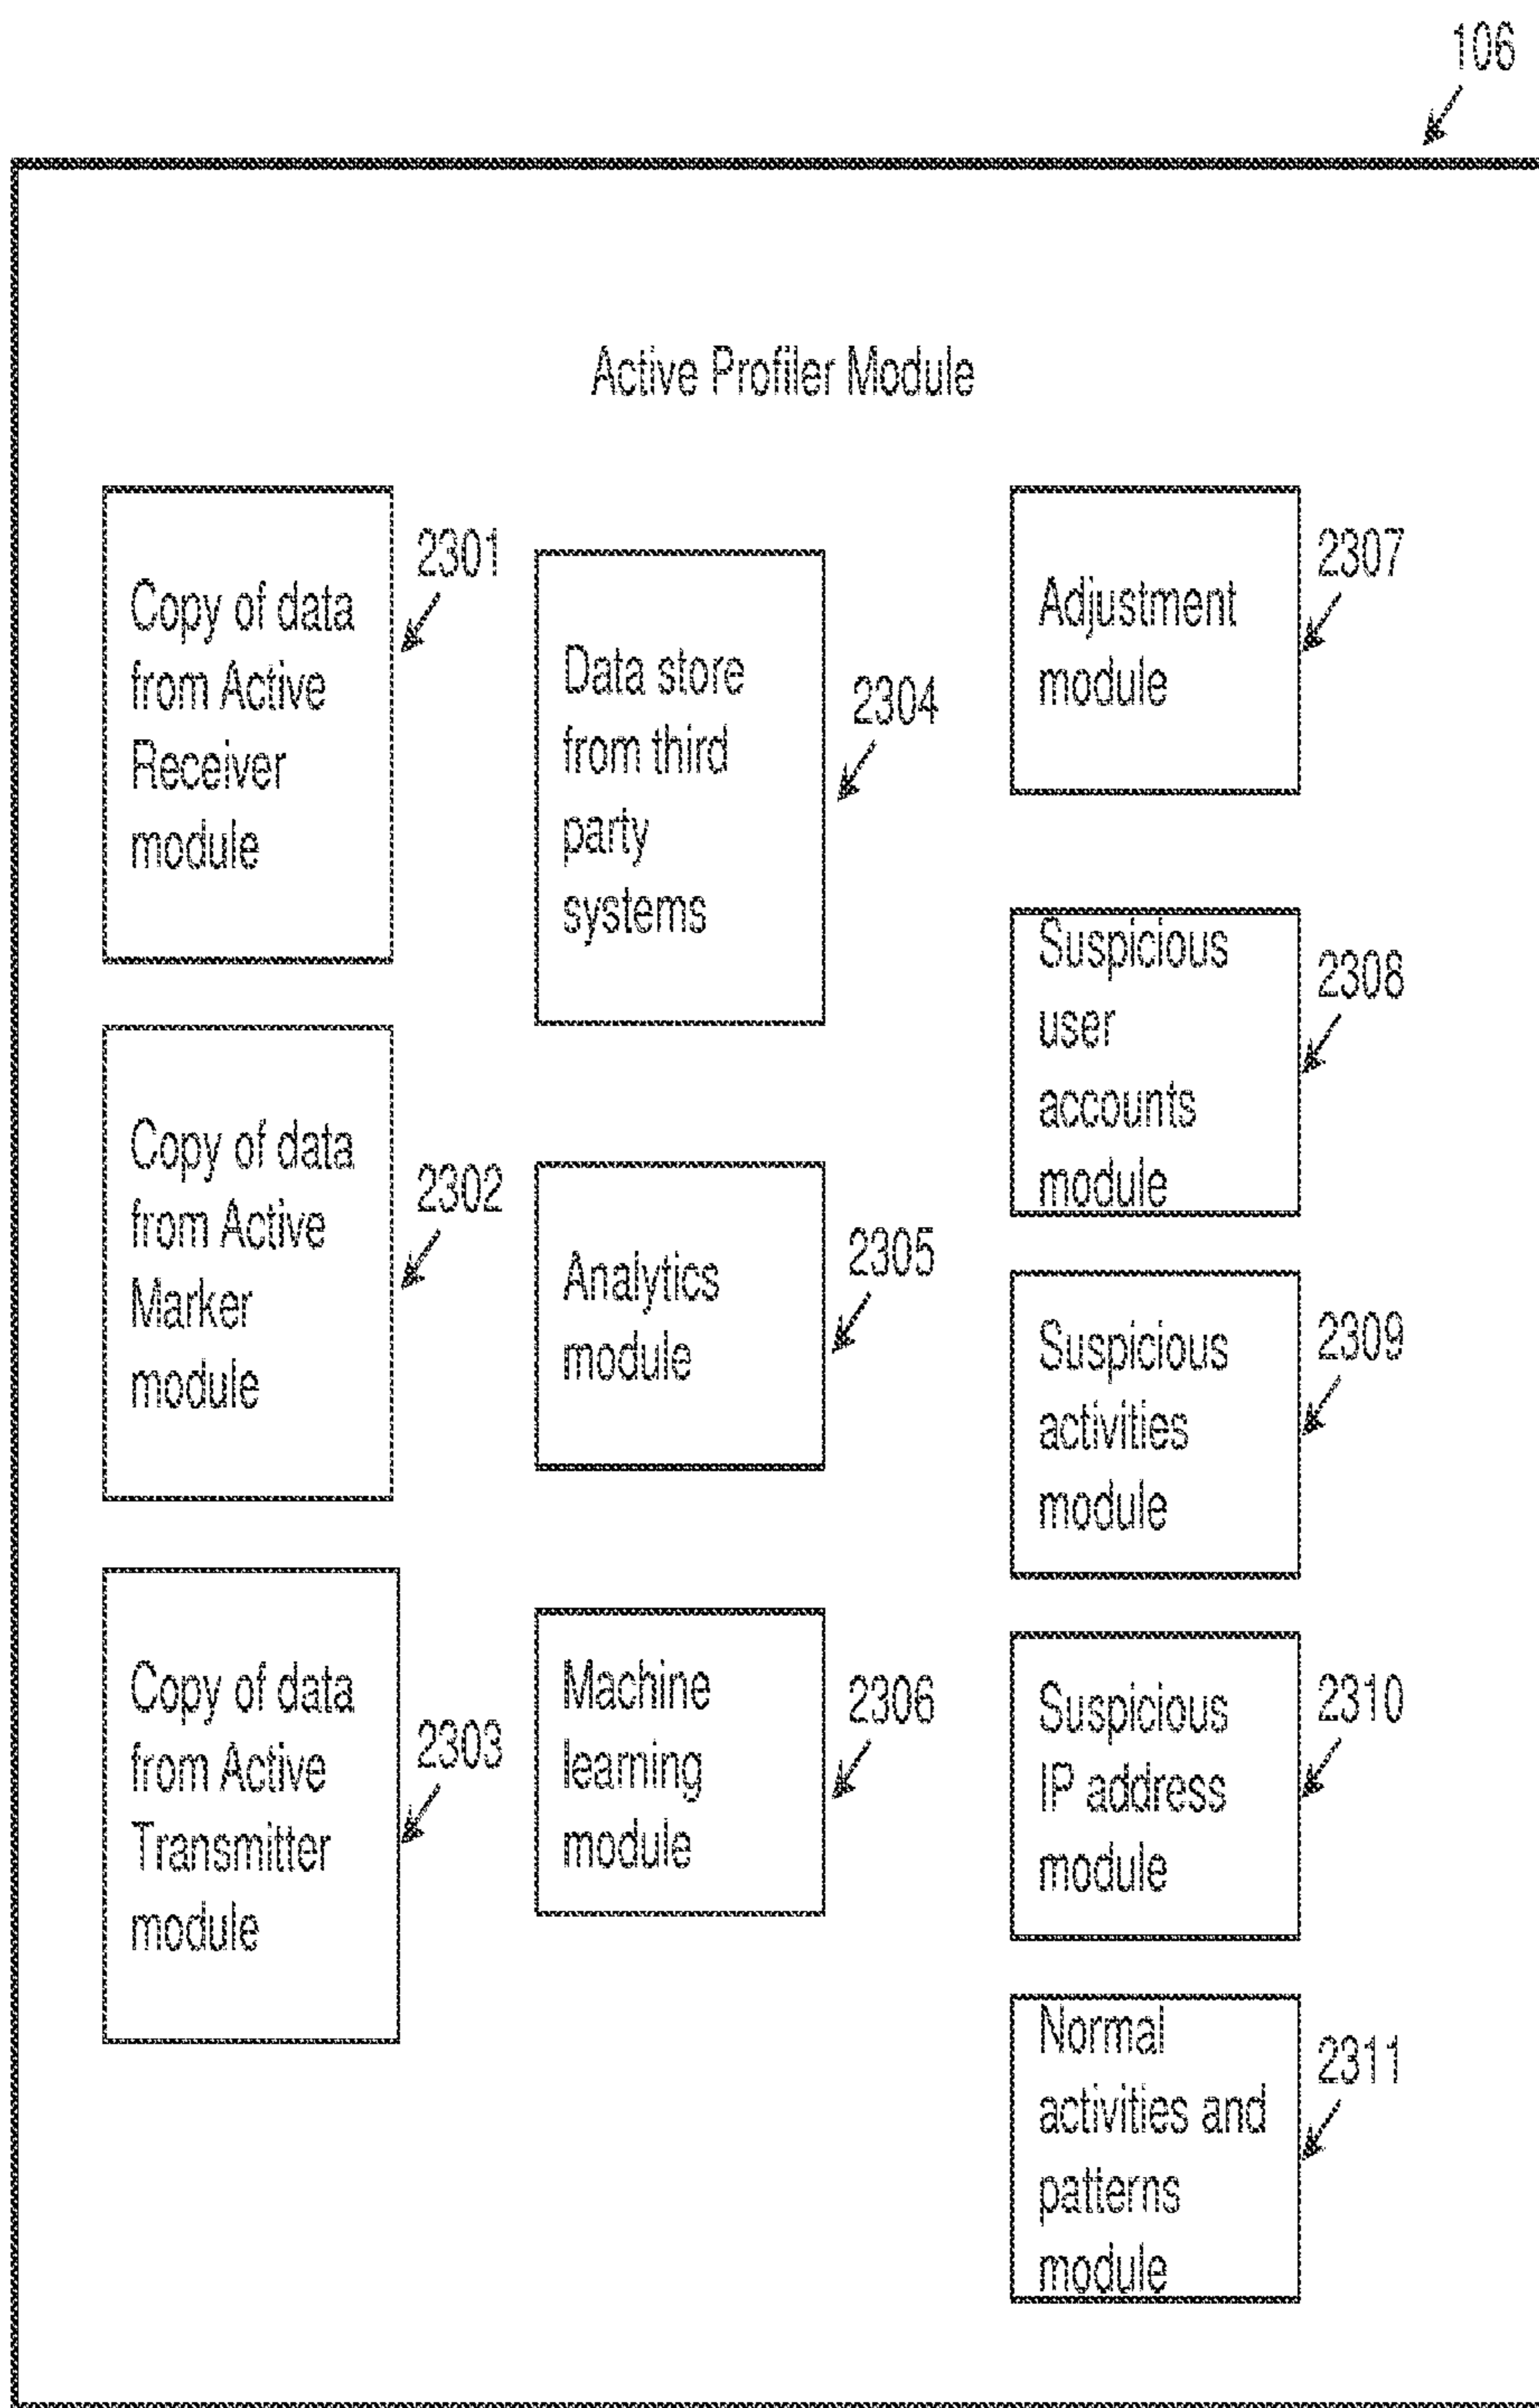 106
Active Profiler Module
Copy of data
from Active
Receiver
module
2301
Copy of data
from Active
Marker
module
2302
Copy of data
from Active
Transmitter
module
2303
Data store
from third
party
systems
2304
Analytics
module
2305
Machine
learning
module
2306
Adjustment
module
2307
Suspicious
user
accounts
module
2308
Suspicious
activities
module
2309
Suspicious
IP address
module
2310
Normal
activities and
patterns
module
2311